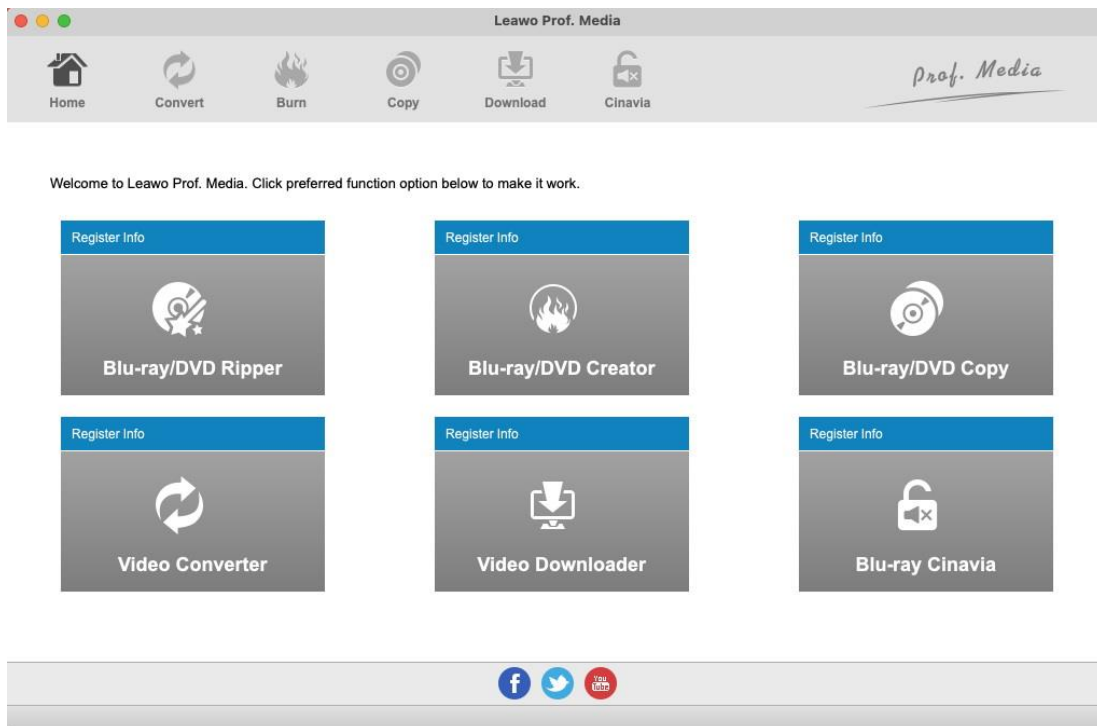 Leawo Prof. Media
Home Convert Burn Copy Download Cinavia
Prof. Media
Welcome to Leawo Prof. Media. Click preferred function option below to make it work.
Register Info Register Info Register Info
Blu-ray/DVD Ripper Blu-ray/DVD Creator Blu-ray/DVD Copy
Register Info Register Info Register Info
Video Converter Video Downloader Blu-ray Cinavia
f You
Tube